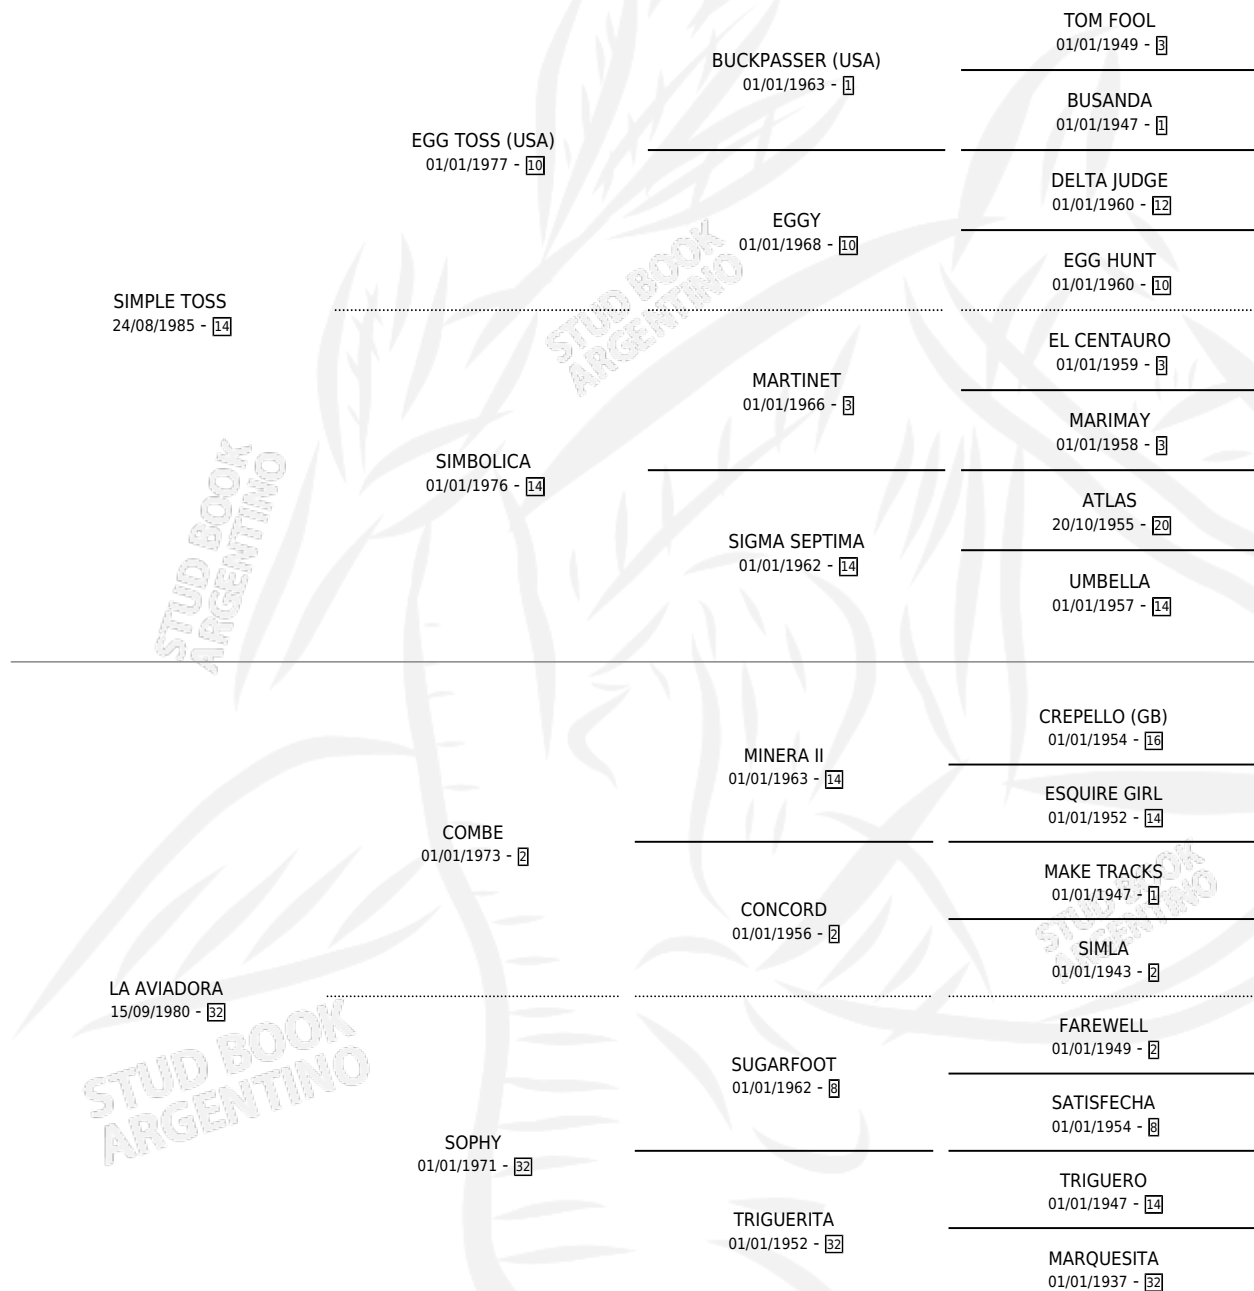 TOM FOOL
01/01/1949 - 3
BUCKPASSER (USA)
01/01/1963 - 1
BUSANDA
01/01/1947 - 1
EGG TOSS (USA)
01/01/1977 - 10
DELTA JUDGE
01/01/1960 - 12
EGGY
01/01/1968 - 10
EGG HUNT
01/01/1960 - 10
SIMPLE TOSS
24/08/1985 - 14
EL CENTAURO
01/01/1959 - 3
MARTINET
01/01/1966 - 3
MARIMAY
01/01/1958 - 3
SIMBOLICA
01/01/1976 - 14
ATLAS
20/10/1955 - 20
SIGMA SEPTIMA
01/01/1962 - 14
UMBELLA
01/01/1957 - 14
CREPELLO (GB)
01/01/1954 - 16
MINERA II
01/01/1963 - 14
ESQUIRE GIRL
01/01/1952 - 14
COMBE
01/01/1973 - 2
MAKE TRACKS
01/01/1947 - 1
CONCORD
01/01/1956 - 2
SIMLA
01/01/1943 - 2
LA AVIADORA
15/09/1980 - 32
FAREWELL
01/01/1949 - 2
SUGARFOOT
01/01/1962 - 8
SATISFECHA
01/01/1954 - 8
SOPHY
01/01/1971 - 32
TRIGUERO
01/01/1947 - 14
TRIGUERITA
01/01/1952 - 32
MARQUESITA
01/01/1937 - 32
STUD BOOK
ARGENTINO
STUD BOOK
ARGENTINO
STUD BOOK
ARGENTINO
STUD BOOK
ARGENTINO